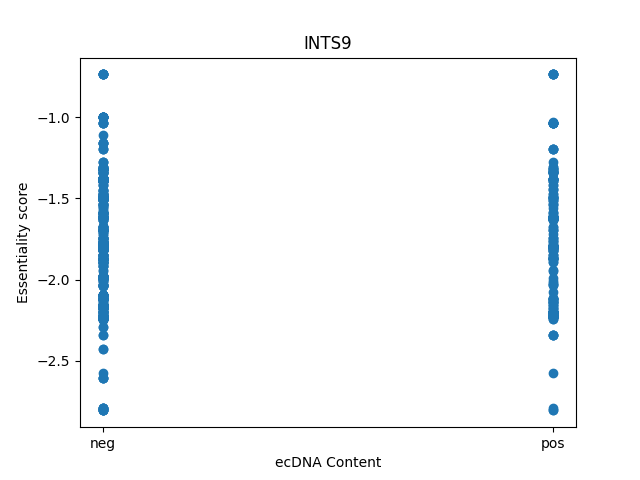 INTS9
Essentiality score
−1.0
−1.5
−2.0
−2.5
neg
pos
ecDNA Content